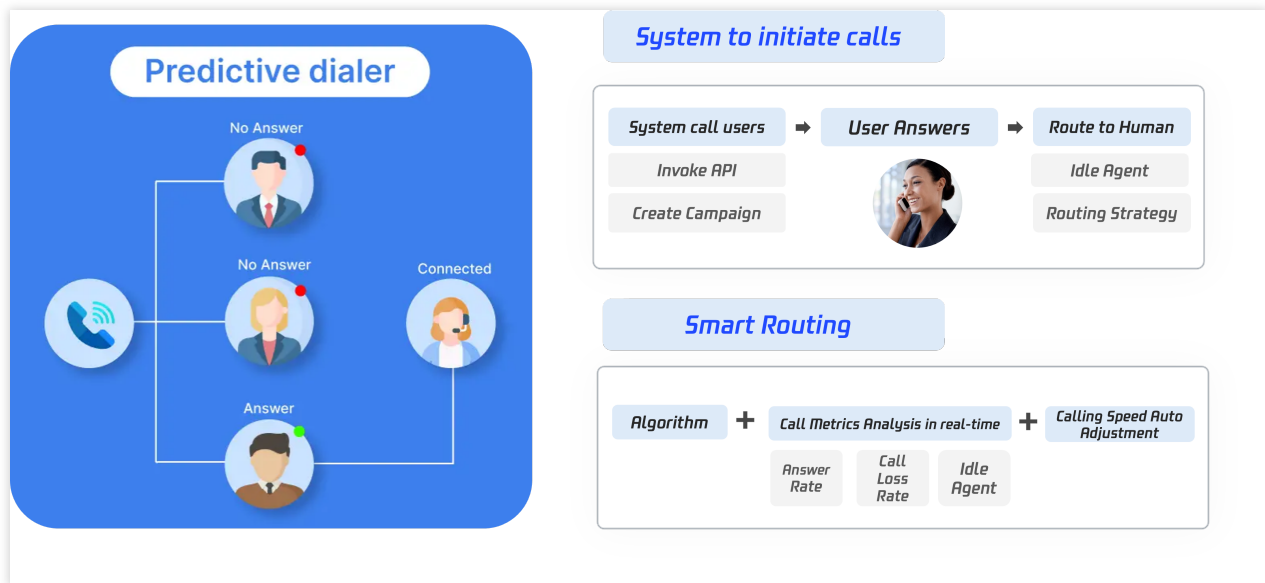 Predictive dialer
No Answer
No Answer
Connected
Answer
System to initiate calls
System call users
User Answers
Route to Human
Invoke API
Idle Agent
Create Campaign
Routing Strategy
Smart Routing
Algorithm
+
Call Metrics Analysis in real-time
+
Calling Speed Auto
Adjustment
Answer
Rate
Call
Loss
Rate
Idle
Agent